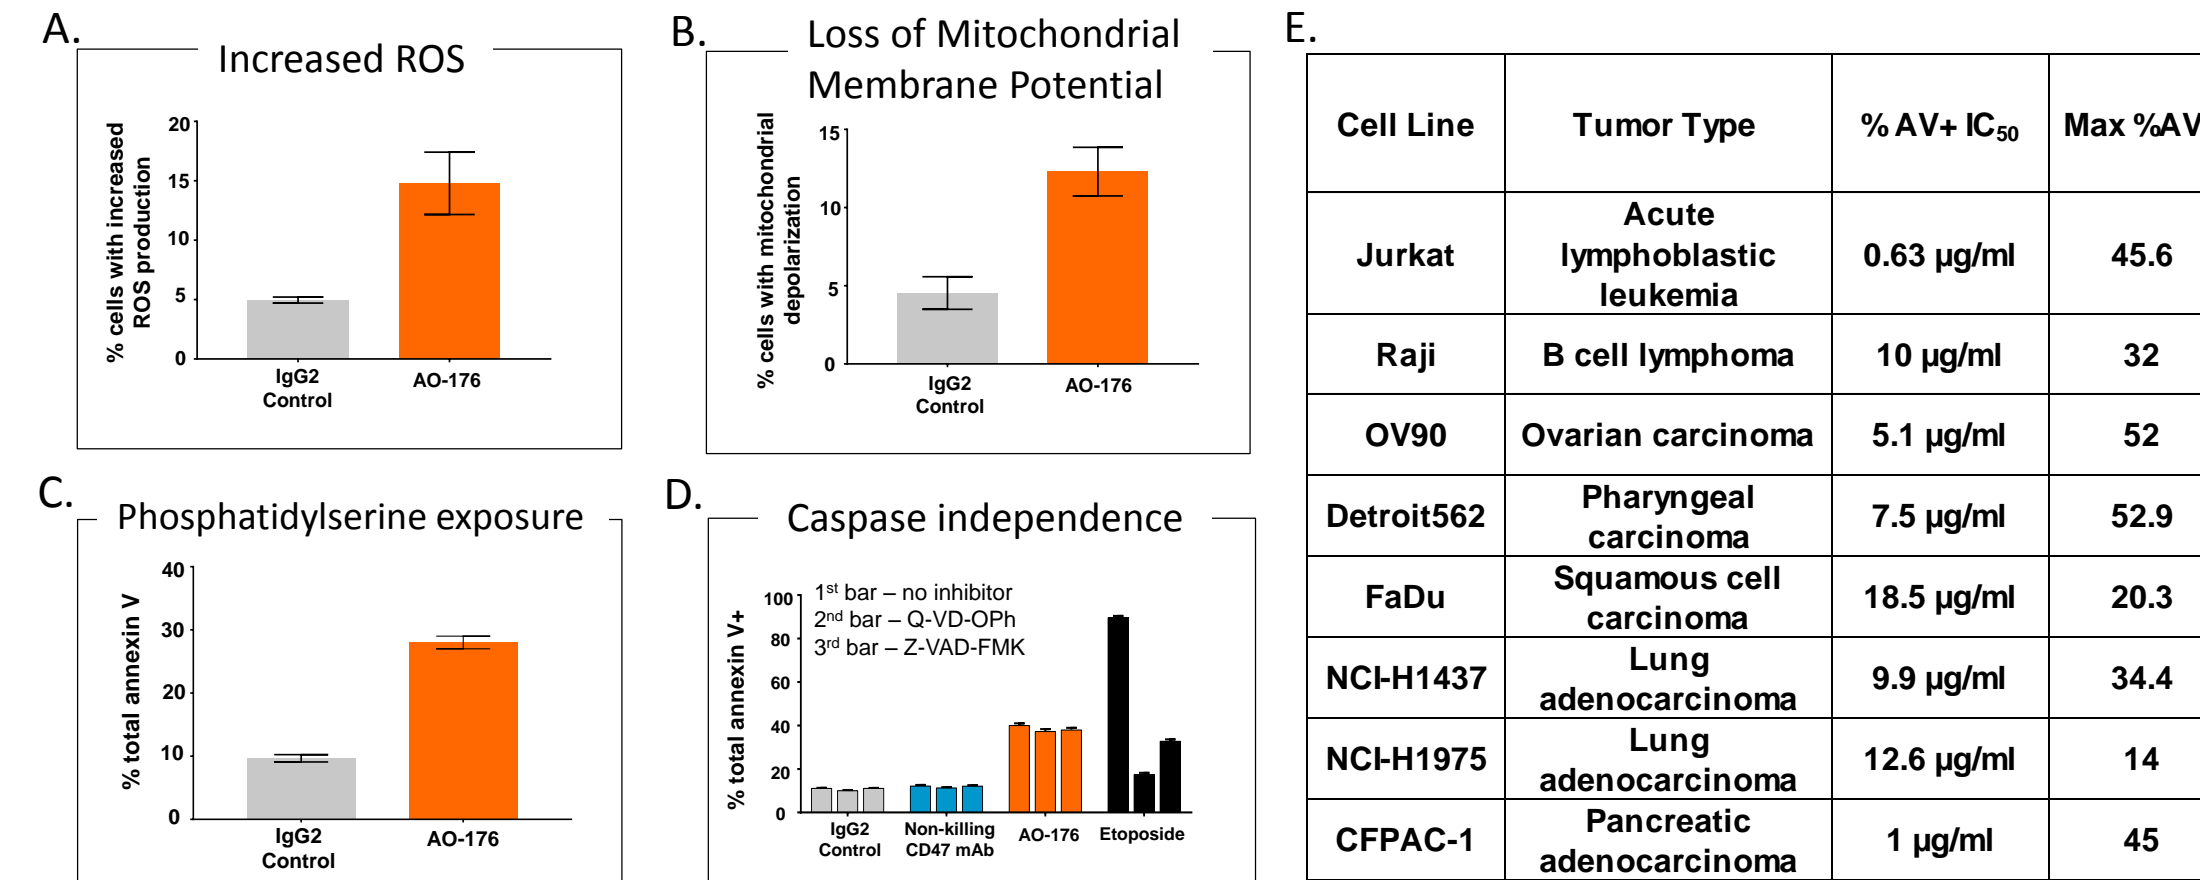 A.
Increased ROS
% cells with increased
ROS production
20
15
10
5
0
IgG2
Control
AO-176
B.
Loss of Mitochondrial
Membrane Potential
% cells with mitochondrial
depolarization
15
10
5
0
IgG2
Control
AO-176
C.
Phosphatidylserine exposure
% total annexin V
40
30
20
10
0
IgG2
Control
AO-176
D.
Caspase independence
1st bar – no inhibitor
2nd bar – Q-VD-OPh
3rd bar – Z-VAD-FMK
% total annexin V+
100
80
60
40
20
0
IgG2
Control
Non-killing
CD47 mAb
AO-176
Etoposide
E.
Cell Line Tumor Type % AV+ IC50 Max %AV
Jurkat Acute
lymphoblastic
leukemia 0.63 µg/ml 45.6
Raji B cell lymphoma 10 µg/ml 32
OV90 Ovarian carcinoma 5.1 µg/ml 52
Detroit562 Pharyngeal
carcinoma 7.5 µg/ml 52.9
FaDu Squamous cell
carcinoma 18.5 µg/ml 20.3
NCI-H1437 Lung
adenocarcinoma 9.9 µg/ml 34.4
NCI-H1975 Lung
adenocarcinoma 12.6 µg/ml 14
CFPAC-1 Pancreatic
adenocarcinoma 1 µg/ml 45